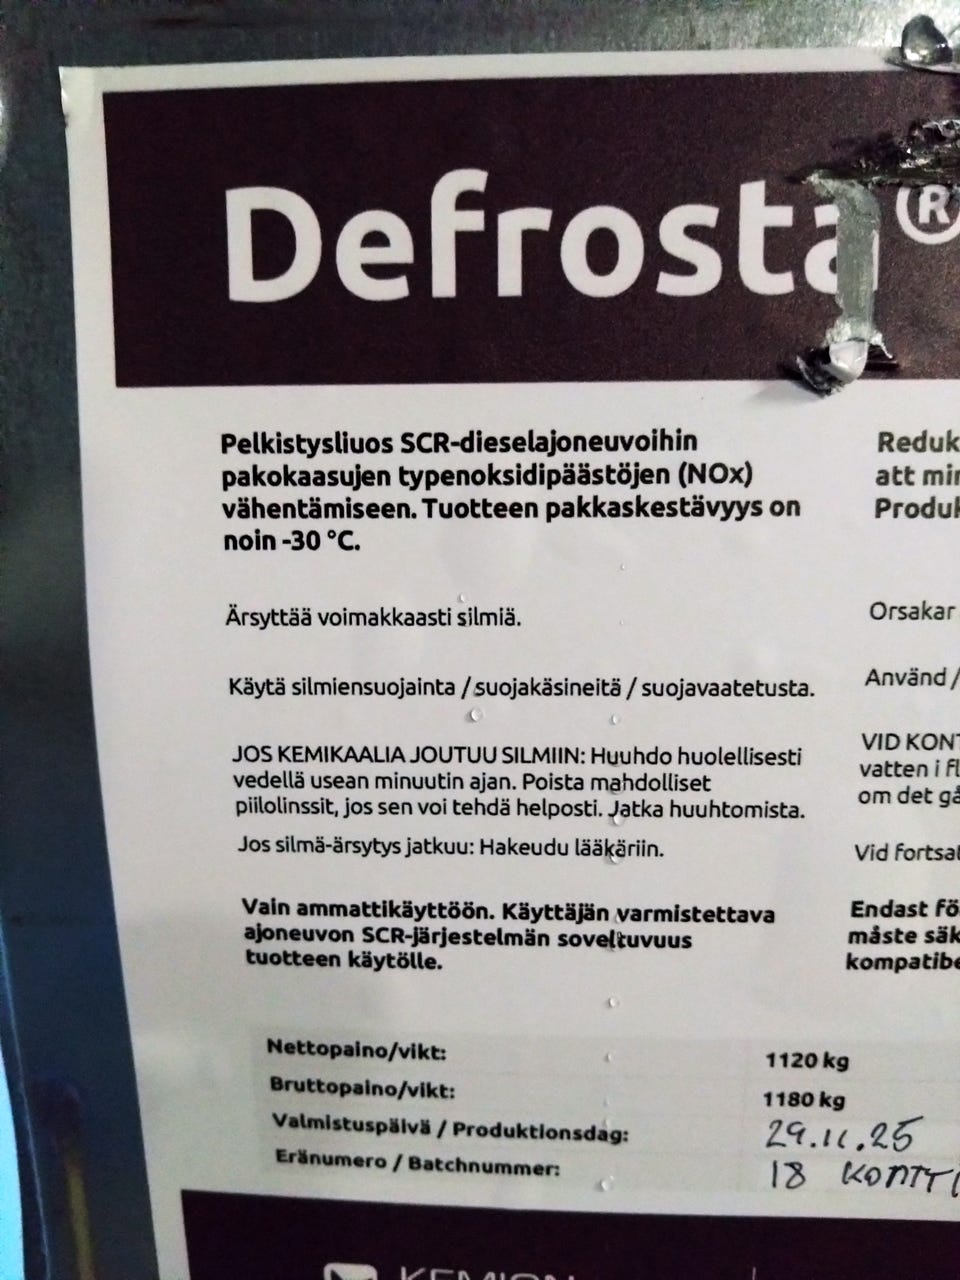 Defrosta®
Pelkistysliuos SCR-dieselajoneuvoihin
pakokaasujen typenoksidipäästöjen (NOx)
vähentämiseen. Tuotteen pakkaskestävyys on
noin -30 °C.
Ärsyttää voimakkaasti silmiä.
Käytä silmiensuojainta / suojakäsineitä / suojavaatetusta.
JOS KEMIKAALIA JOUTUU SILMIIN: Huuhdo huolellisesti
vedellä usean minuutin ajan. Poista mahdolliset
piilolinssit, jos sen voi tehdä helposti. Jatka huuhtomista.
Jos silmä-ärsytys jatkuu: Hakeudu lääkäriin.
Vain ammattikäyttöön. Käyttäjän varmistettava
ajoneuvon SCR-järjestelmän soveltuvuus
tuotteen käytölle.
Reduk
att min
Produk
Orsakar
Använd /
VID KONT
vatten i fl
om det gå
Vid fortsat
Endast fö
måste säk
kompatibe
Nettopaino/vikt: 1120 kg
Bruttopaino/vikt: 1180 kg
Valmistuspäivä / Produktionsdag: 29.11.25
Eränumero / Batchnummer: 18 KONTTI